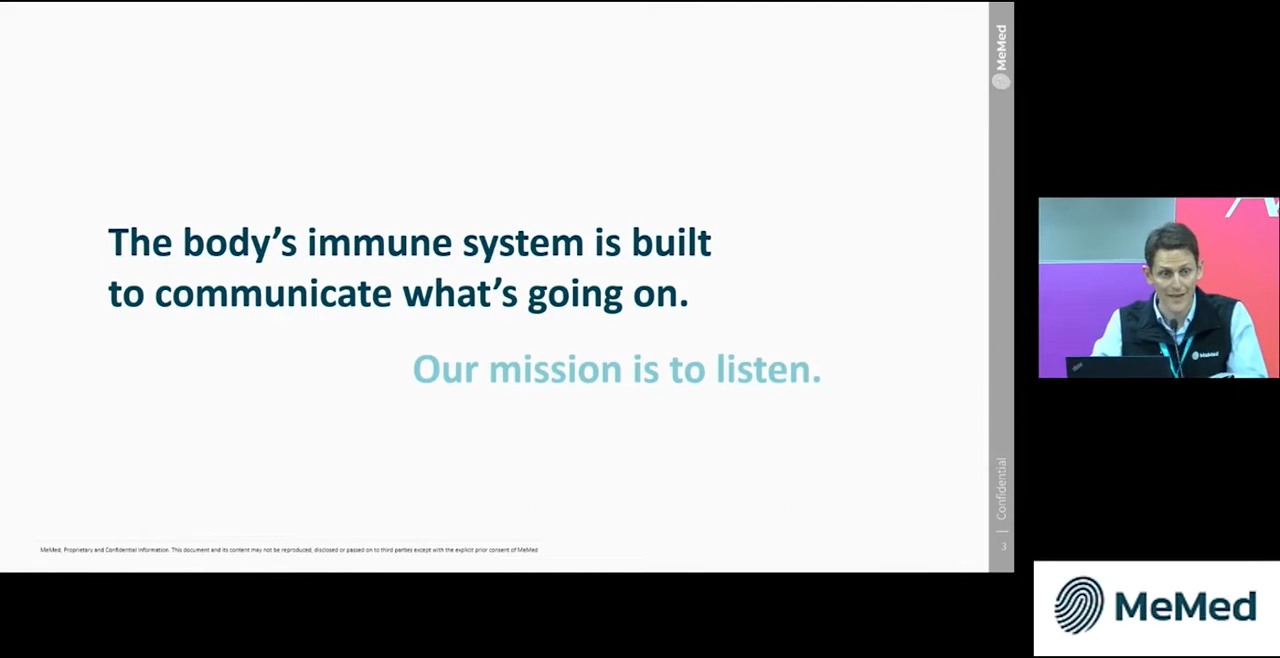 The body’s immune system is built
to communicate what’s going on.
Our mission is to listen.
MeMed, Proprietary and Confidential Information. This document and its content may not be reproduced, disclosed or passed on to third parties except with the explicit prior consent of MeMed
MeMed
Confidential
3
MeMed
MeMed